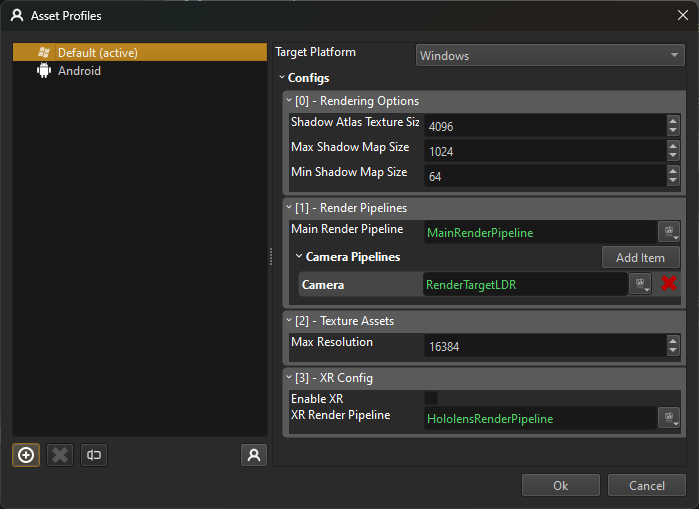 Asset Profiles
Default (active)
Android
Target Platform
Windows
Configs
[0] - Rendering Options
Shadow Atlas Texture Siz
4096
Max Shadow Map Size
1024
Min Shadow Map Size
64
[1] - Render Pipelines
Main Render Pipeline
MainRenderPipeline
Camera Pipelines
Add Item
Camera
RenderTargetLDR
[2] - Texture Assets
Max Resolution
16384
[3] - XR Config
Enable XR
XR Render Pipeline
HololensRenderPipeline
Ok
Cancel